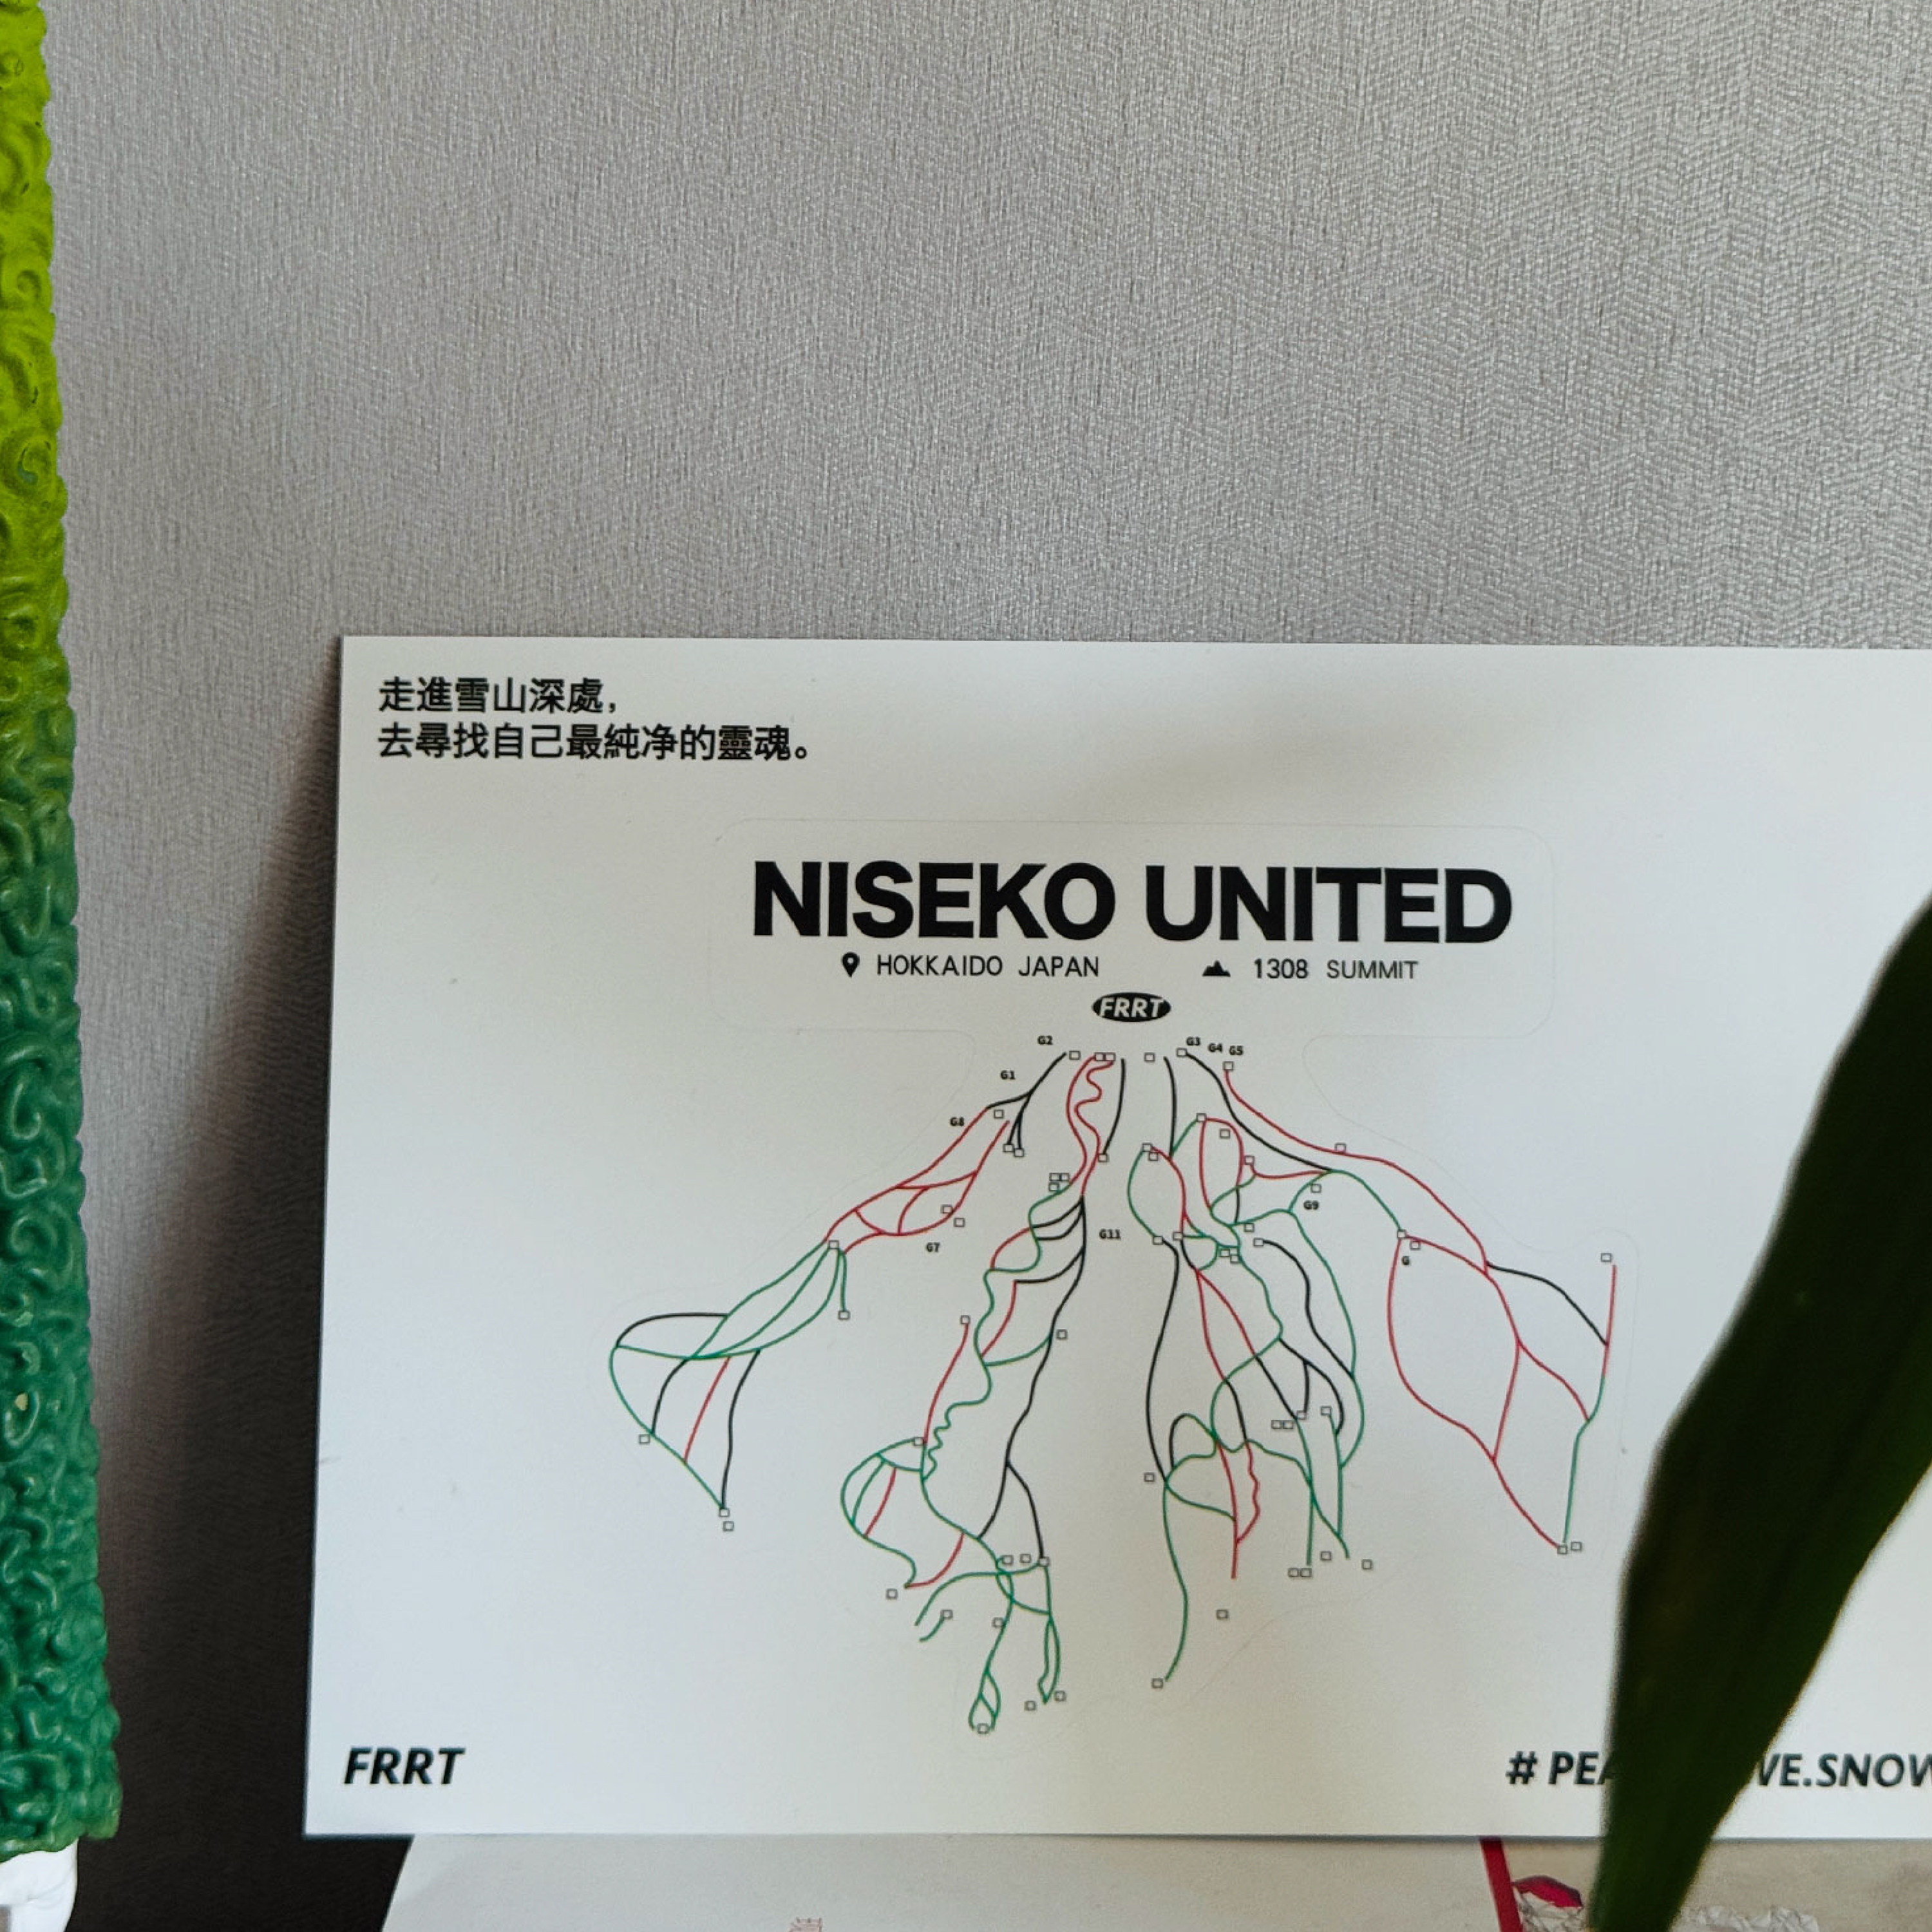 走進雪山深處，
去尋找自己最純净的靈魂。
NISEKO UNITED
HOKKAIDO JAPAN
1308 SUMMIT
FRRT
G2
G3 G4 G5
G1
G8
G9
G11
G7
G
FRRT
#